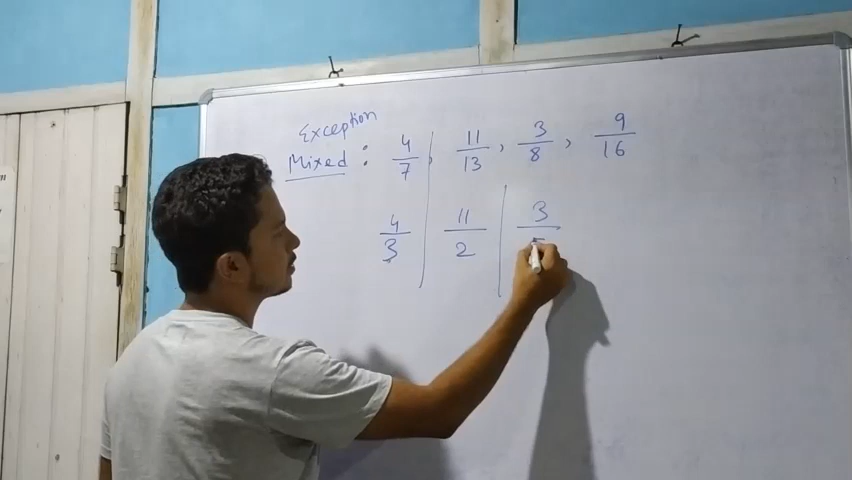 Exception
Mixed : 4/7, 11/13, 3/8, 9/16
4/3 | 11/2 | 3/